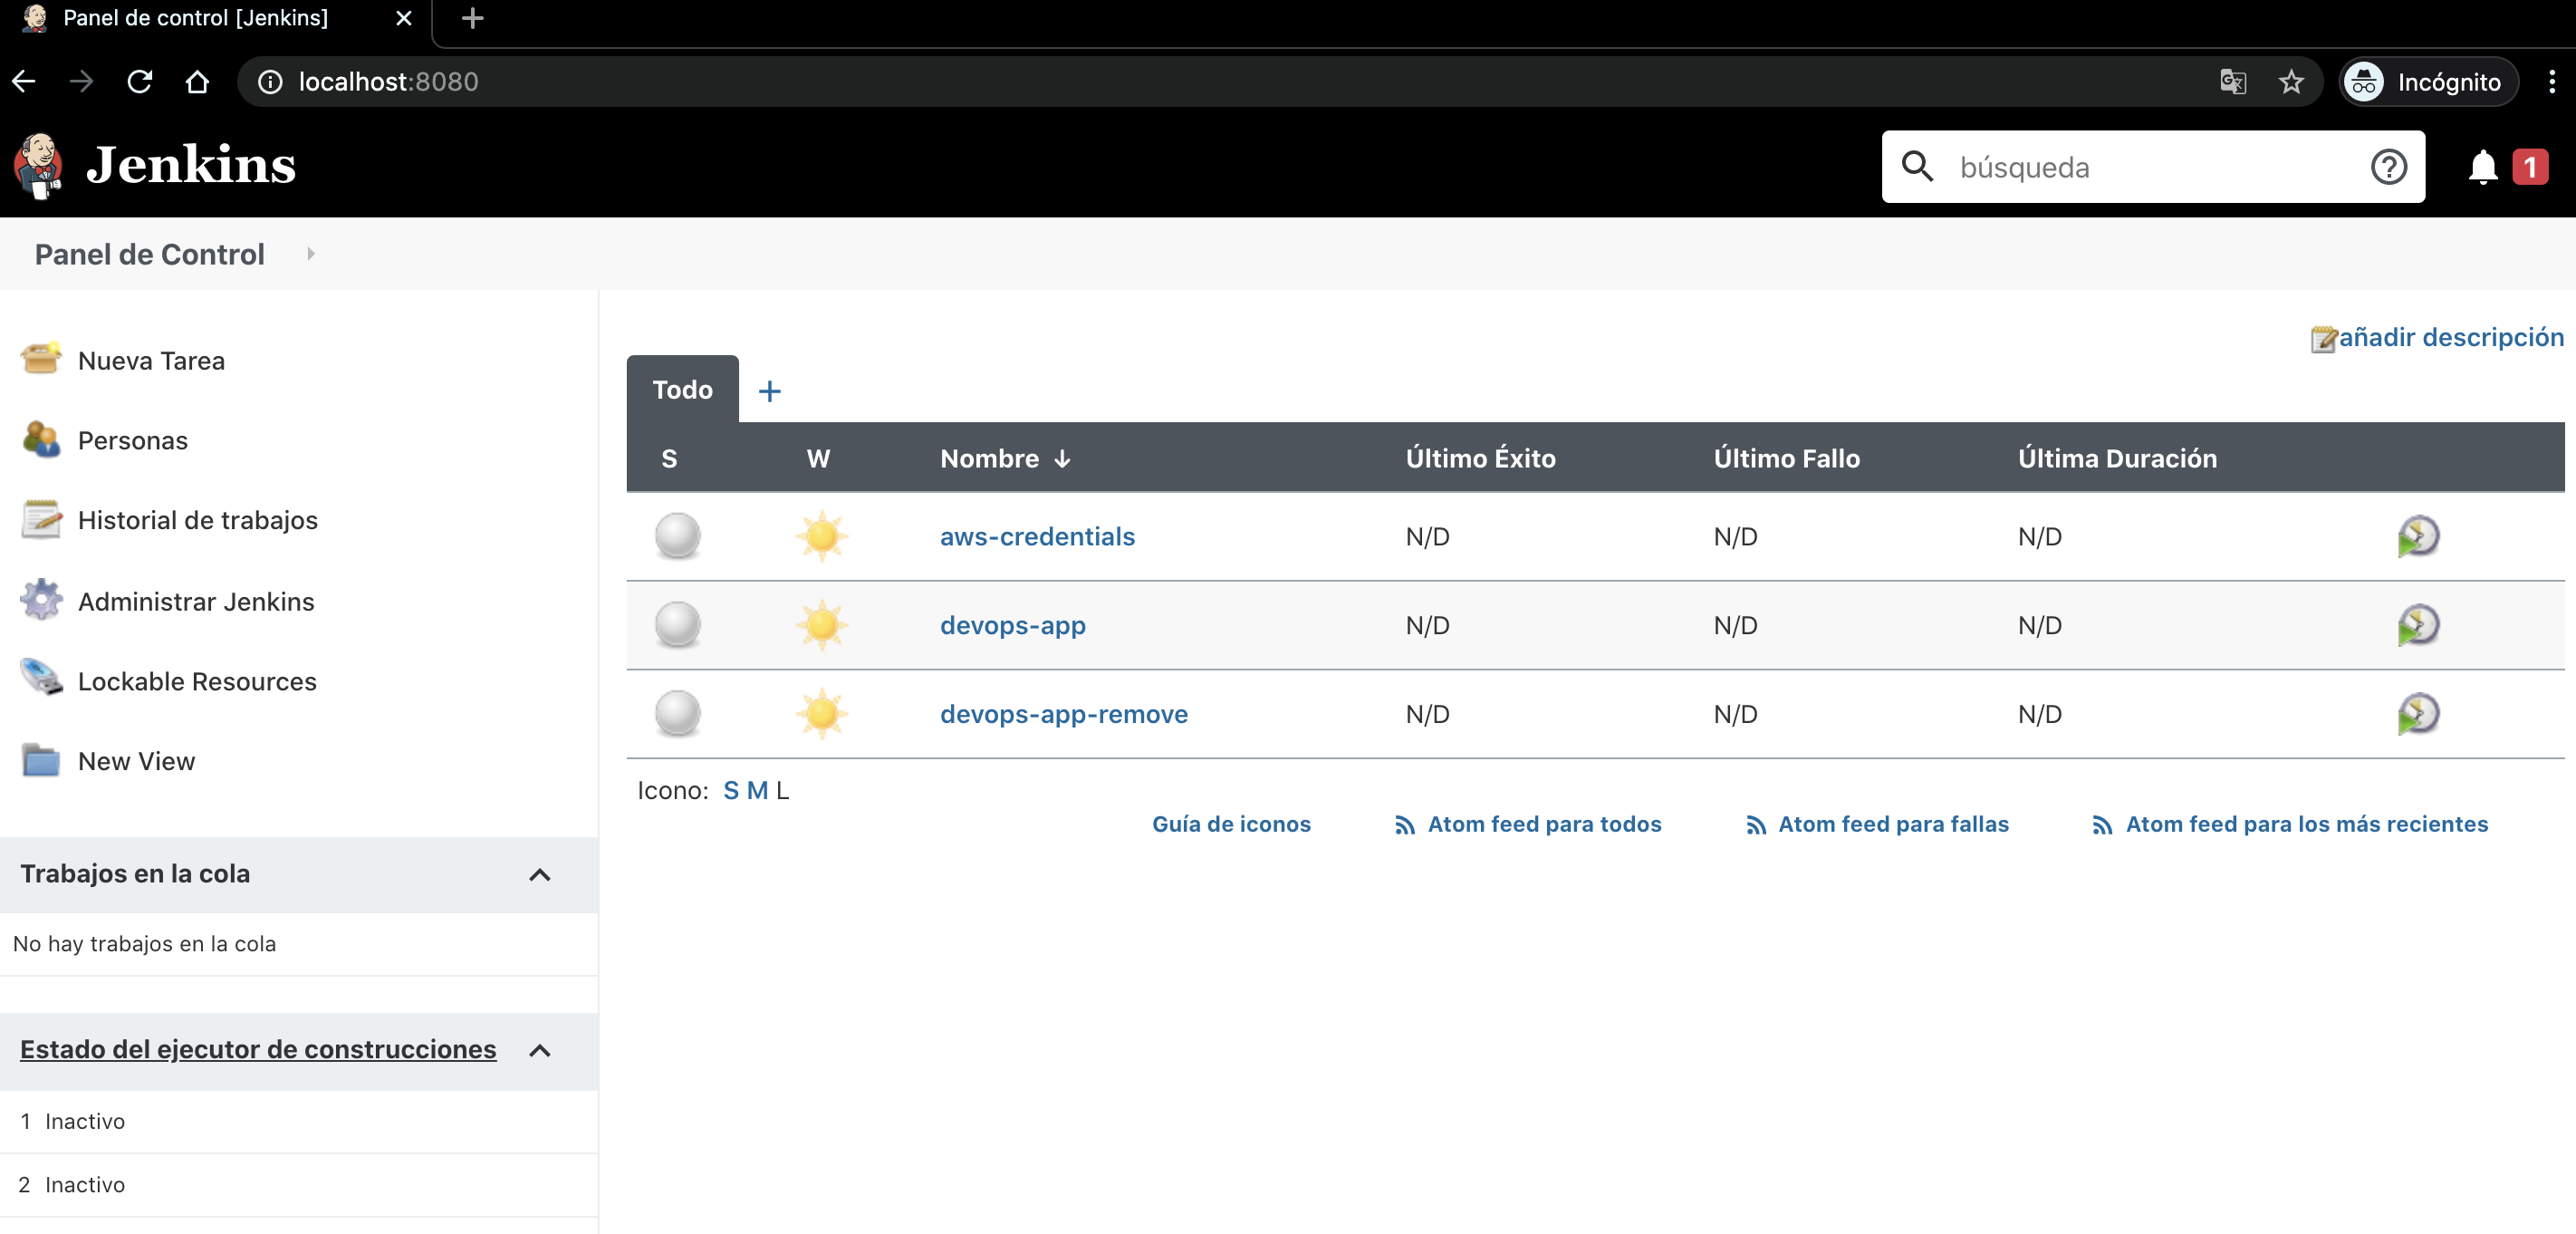 Panel de control [Jenkins]
localhost:8080
Incógnito
Jenkins
búsqueda
1
Panel de Control
Nueva Tarea
Personas
Historial de trabajos
Administrar Jenkins
Lockable Resources
New View
Trabajos en la cola
No hay trabajos en la cola
Estado del ejecutor de construcciones
1 Inactivo
2 Inactivo
añadir descripción
Todo +
S W Nombre ↓ Último Éxito Último Fallo Última Duración
aws-credentials N/D N/D N/D
devops-app N/D N/D N/D
devops-app-remove N/D N/D N/D
Icono: S M L
Guía de iconos Atom feed para todos Atom feed para fallas Atom feed para los más recientes